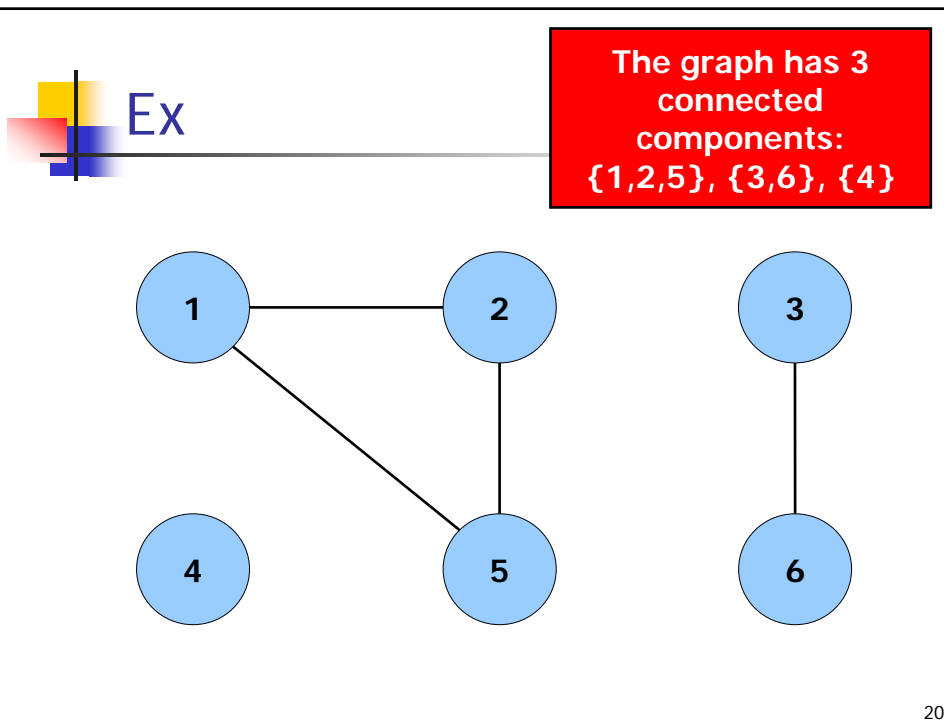 Ex
The graph has 3
connected
components:
{1,2,5}, {3,6}, {4}
1
2
3
4
5
6
20